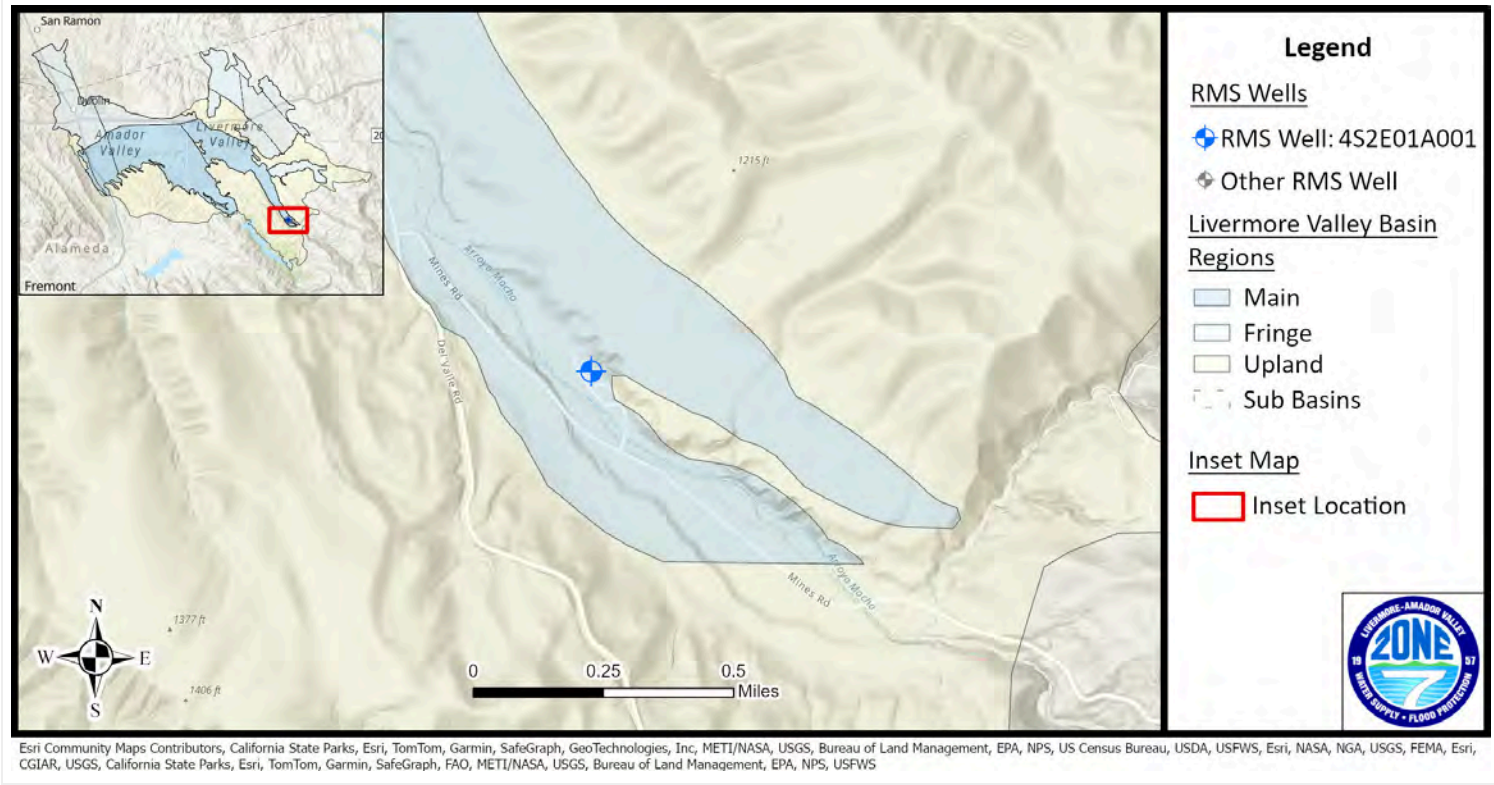 San Ramon
Dublin
Amador
Valley
Livermore
Valley
20
Alameda
Fremont
1215 ft
Arroyo Mocho
Mines Rd
Del Valle Rd
Arroyo Mocho
Mines Rd
1377 ft
1406 ft
N
W
E
S
0
0.25
0.5
Miles
Legend
RMS Wells
RMS Well: 4S2E01A001
Other RMS Well
Livermore Valley Basin
Regions
Main
Fringe
Upland
Sub Basins
Inset Map
Inset Location
LIVERMORE-AMADOR VALLEY
ZONE
19
57
7
WATER SUPPLY • FLOOD PROTECTION
Esri Community Maps Contributors, California State Parks, Esri, TomTom, Garmin, SafeGraph, GeoTechnologies, Inc, METI/NASA, USGS, Bureau of Land Management, EPA, NPS, US Census Bureau, USDA, USFWS, Esri, NASA, NGA, USGS, FEMA, Esri,
CGIAR, USGS, California State Parks, Esri, TomTom, Garmin, SafeGraph, FAO, METI/NASA, USGS, Bureau of Land Management, EPA, NPS, USFWS